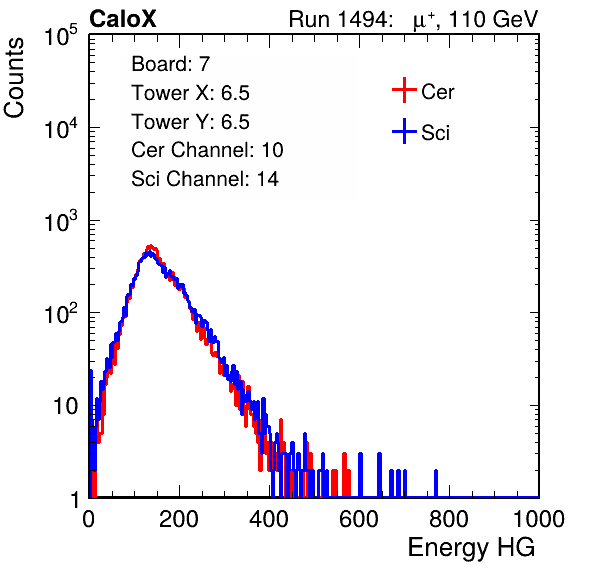 CaloX Run 1494: μ⁺, 110 GeV
Counts
Board: 7
Tower X: 6.5
Tower Y: 6.5
Cer Channel: 10
Sci Channel: 14
Cer
Sci
10⁵
10⁴
10³
10²
10
1
0 200 400 600 800 1000
Energy HG